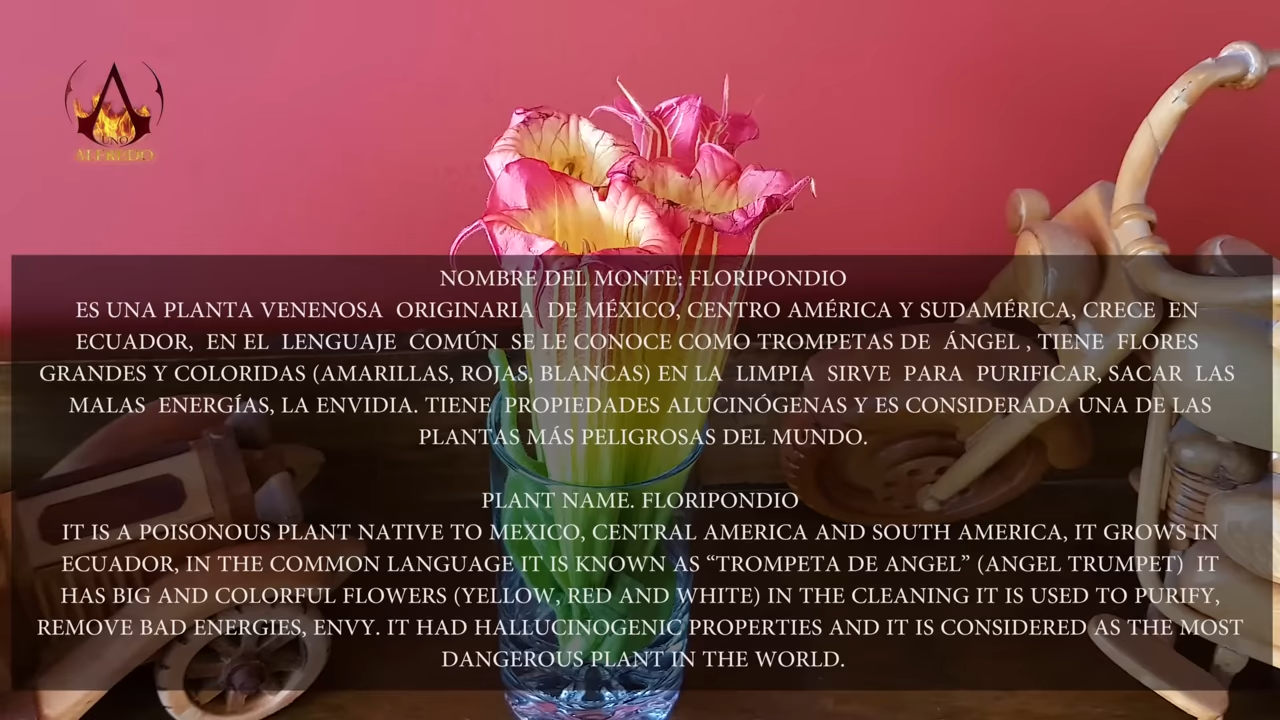 UNO
ALFREDO
NOMBRE DEL MONTE: FLORIPONDIO
ES UNA PLANTA VENENOSA ORIGINARIA DE MÉXICO, CENTRO AMÉRICA Y SUDAMÉRICA, CRECE EN
ECUADOR, EN EL LENGUAJE COMÚN SE LE CONOCE COMO TROMPETAS DE ÁNGEL , TIENE FLORES
GRANDES Y COLORIDAS (AMARILLAS, ROJAS, BLANCAS) EN LA LIMPIA SIRVE PARA PURIFICAR, SACAR LAS
MALAS ENERGÍAS, LA ENVIDIA. TIENE PROPIEDADES ALUCINÓGENAS Y ES CONSIDERADA UNA DE LAS
PLANTAS MÁS PELIGROSAS DEL MUNDO.
PLANT NAME. FLORIPONDIO
IT IS A POISONOUS PLANT NATIVE TO MEXICO, CENTRAL AMERICA AND SOUTH AMERICA, IT GROWS IN
ECUADOR, IN THE COMMON LANGUAGE IT IS KNOWN AS “TROMPETA DE ANGEL” (ANGEL TRUMPET) IT
HAS BIG AND COLORFUL FLOWERS (YELLOW, RED AND WHITE) IN THE CLEANING IT IS USED TO PURIFY,
REMOVE BAD ENERGIES, ENVY. IT HAD HALLUCINOGENIC PROPERTIES AND IT IS CONSIDERED AS THE MOST
DANGEROUS PLANT IN THE WORLD.